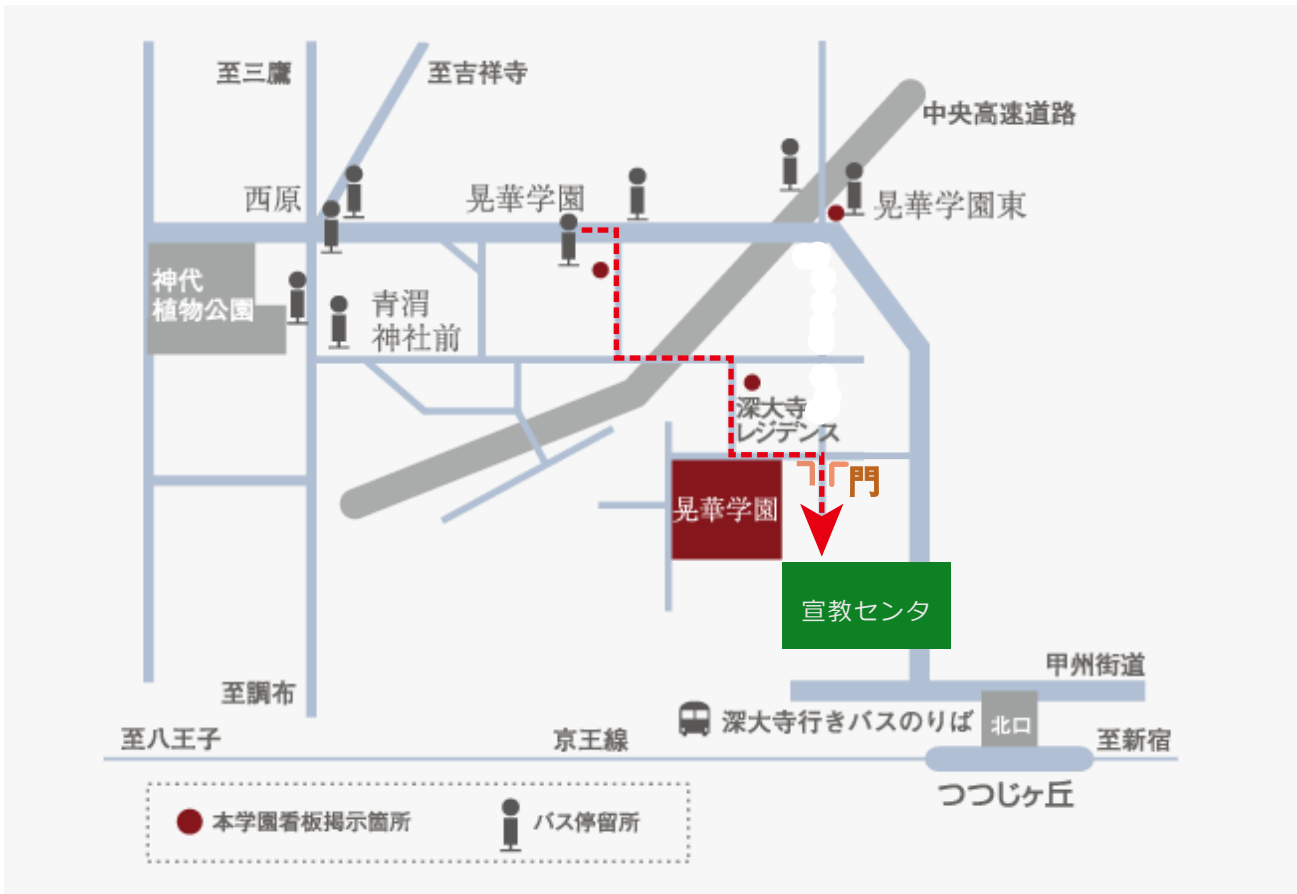 至三鷹
至吉祥寺
中央高速道路
西原
晃華学園
晃華学園東
神代
植物公園
青渭
神社前
深大寺
レジデンス
門
晃華学園
宣教センタ
甲州街道
至調布
深大寺行きバスのりば
北口
至八王子
京王線
至新宿
つつじヶ丘
本学園看板掲示箇所
バス停留所